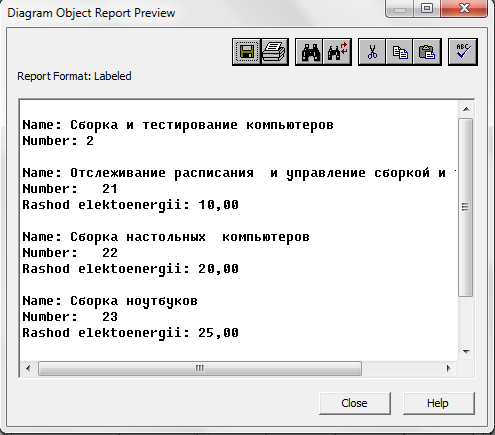 Diagram Object Report Preview
ABC
Report Format: Labeled
Name: Сборка и тестирование компьютеров
Number: 2
Name: Отслеживание расписания и управление сборкой и
Number: 21
Rashod elektoenergii: 10,00
Name: Сборка настольных компьютеров
Number: 22
Rashod elektoenergii: 20,00
Name: Сборка ноутбуков
Number: 23
Rashod elektoenergii: 25,00
Close
Help